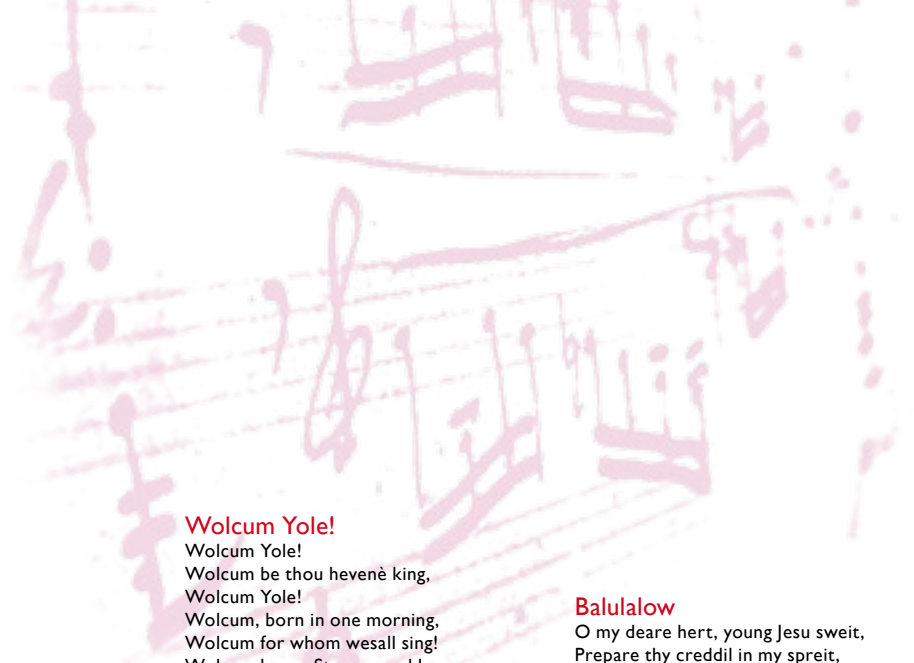 Wolcum Yole!
Wolcum Yole!
Wolcum be thou hevenè king,
Wolcum Yole!
Wolcum, born in one morning,
Wolcum for whom wesall sing!
Balulalow
O my deare hert, young Jesu sweit,
Prepare thy creddil in my spreit,